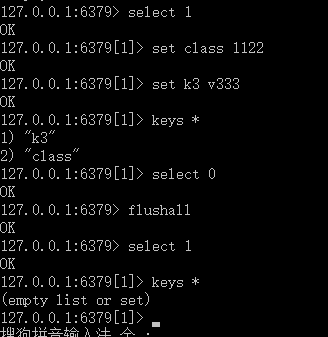 127.0.0.1:6379> select 1
OK
127.0.0.1:6379[1]> set class 1122
OK
127.0.0.1:6379[1]> set k3 v333
OK
127.0.0.1:6379[1]> keys *
1) "k3"
2) "class"
127.0.0.1:6379[1]> select 0
OK
127.0.0.1:6379> flushall
OK
127.0.0.1:6379> select 1
OK
127.0.0.1:6379[1]> keys *
(empty list or set)
127.0.0.1:6379[1]>
搜狗拼音输入法 全 :